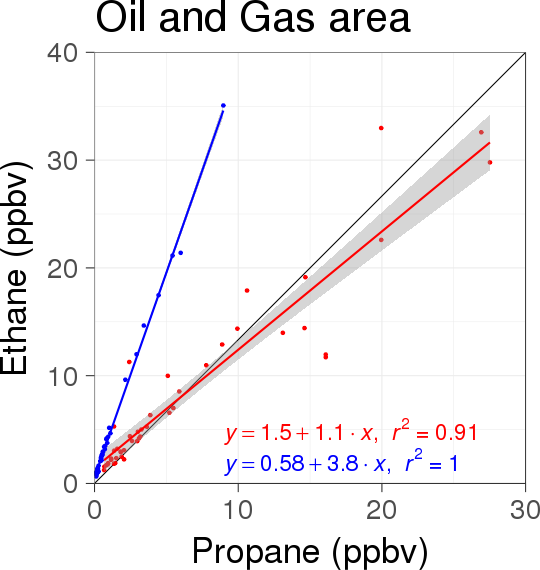 Oil and Gas area
Ethane (ppbv)
40
30
20
10
0
y = 1.5 + 1.1 · x,  r² = 0.91
y = 0.58 + 3.8 · x,  r² = 1
0 10 20 30
Propane (ppbv)